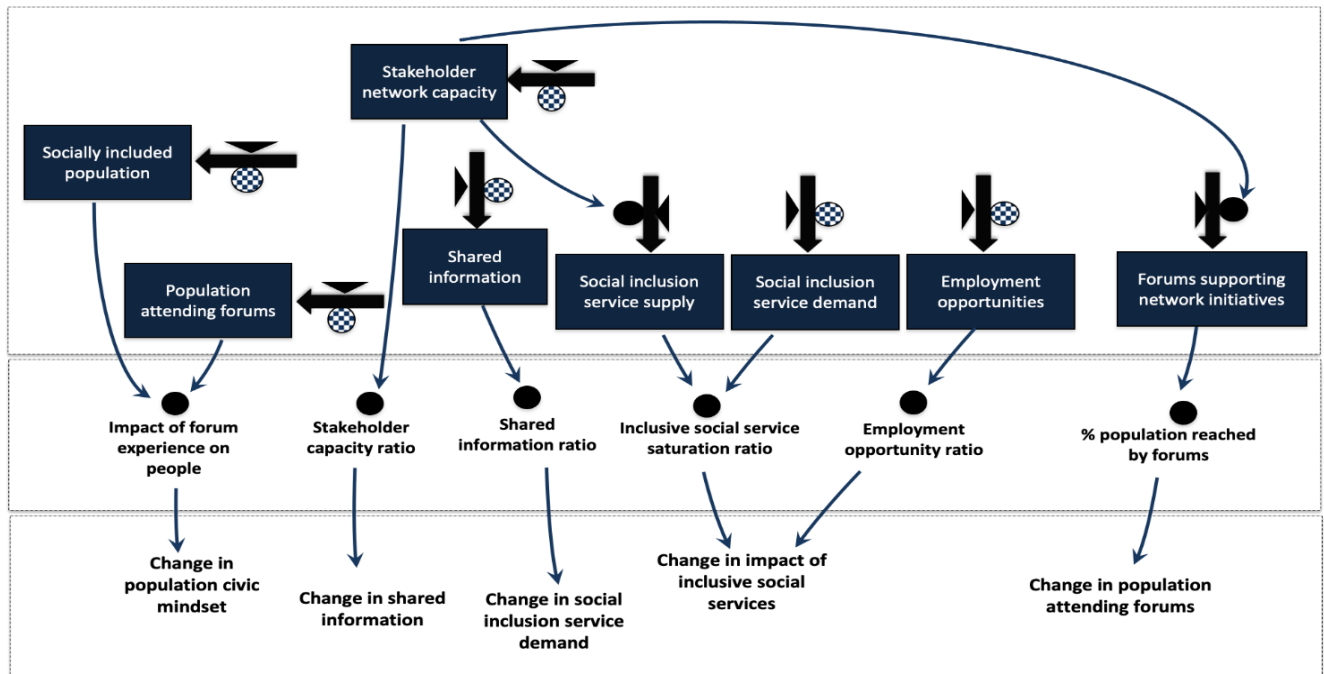 Stakeholder
network capacity
Socially included
population
Shared
information
Population
attending forums
Social inclusion
service supply
Social inclusion
service demand
Employment
opportunities
Forums supporting
network initiatives
Impact of forum
experience on
people
Stakeholder
capacity ratio
Shared
information ratio
Inclusive social service
saturation ratio
Employment
opportunity ratio
% population reached
by forums
Change in
population civic
mindset
Change in shared
information
Change in social
inclusion service
demand
Change in impact of
inclusive social
services
Change in population
attending forums